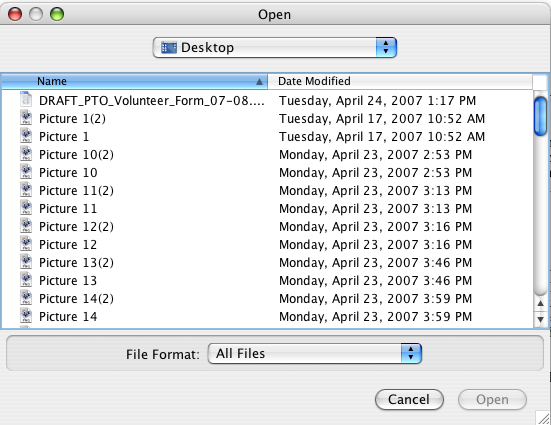 Open
Desktop
Name Date Modified
DRAFT_PTO_Volunteer_Form_07-08.... Tuesday, April 24, 2007 1:17 PM
Picture 1(2) Tuesday, April 17, 2007 10:52 AM
Picture 1 Tuesday, April 17, 2007 10:52 AM
Picture 10(2) Monday, April 23, 2007 2:53 PM
Picture 10 Monday, April 23, 2007 2:53 PM
Picture 11(2) Monday, April 23, 2007 3:13 PM
Picture 11 Monday, April 23, 2007 3:13 PM
Picture 12(2) Monday, April 23, 2007 3:16 PM
Picture 12 Monday, April 23, 2007 3:16 PM
Picture 13(2) Monday, April 23, 2007 3:46 PM
Picture 13 Monday, April 23, 2007 3:46 PM
Picture 14(2) Monday, April 23, 2007 3:59 PM
Picture 14 Monday, April 23, 2007 3:59 PM
File Format: All Files
Cancel Open